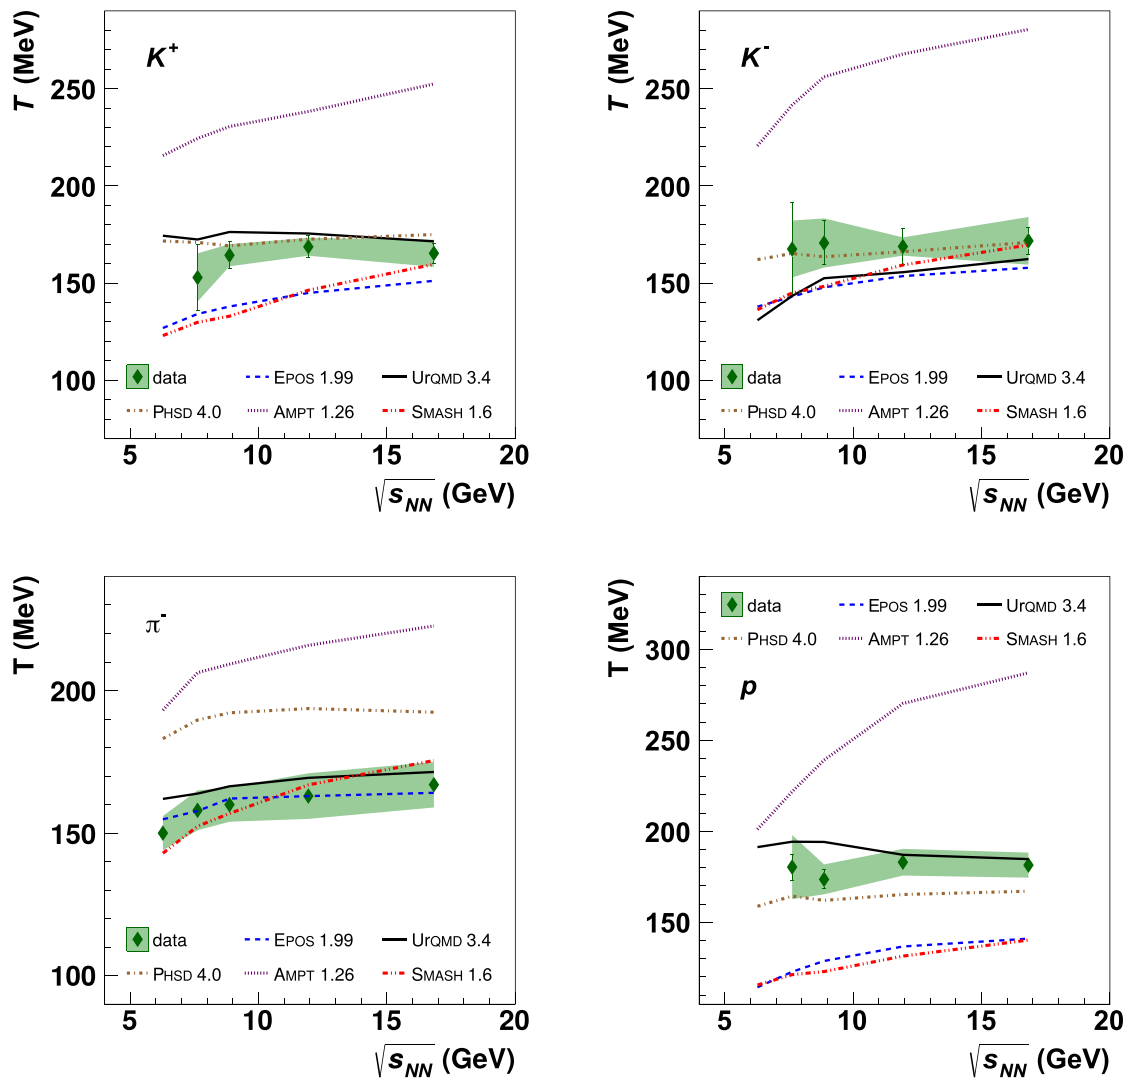 T (MeV)
K+
250
200
150
100
data
EPOS 1.99
URQMD 3.4
PHSD 4.0
AMPT 1.26
SMASH 1.6
5 10 15 20
√sNN (GeV)
T (MeV)
K-
250
200
150
100
data
EPOS 1.99
URQMD 3.4
PHSD 4.0
AMPT 1.26
SMASH 1.6
5 10 15 20
√sNN (GeV)
T (MeV)
π-
200
150
100
data
EPOS 1.99
URQMD 3.4
PHSD 4.0
AMPT 1.26
SMASH 1.6
5 10 15 20
√sNN (GeV)
T (MeV)
data
EPOS 1.99
URQMD 3.4
PHSD 4.0
AMPT 1.26
SMASH 1.6
p
300
250
200
150
5 10 15 20
√sNN (GeV)